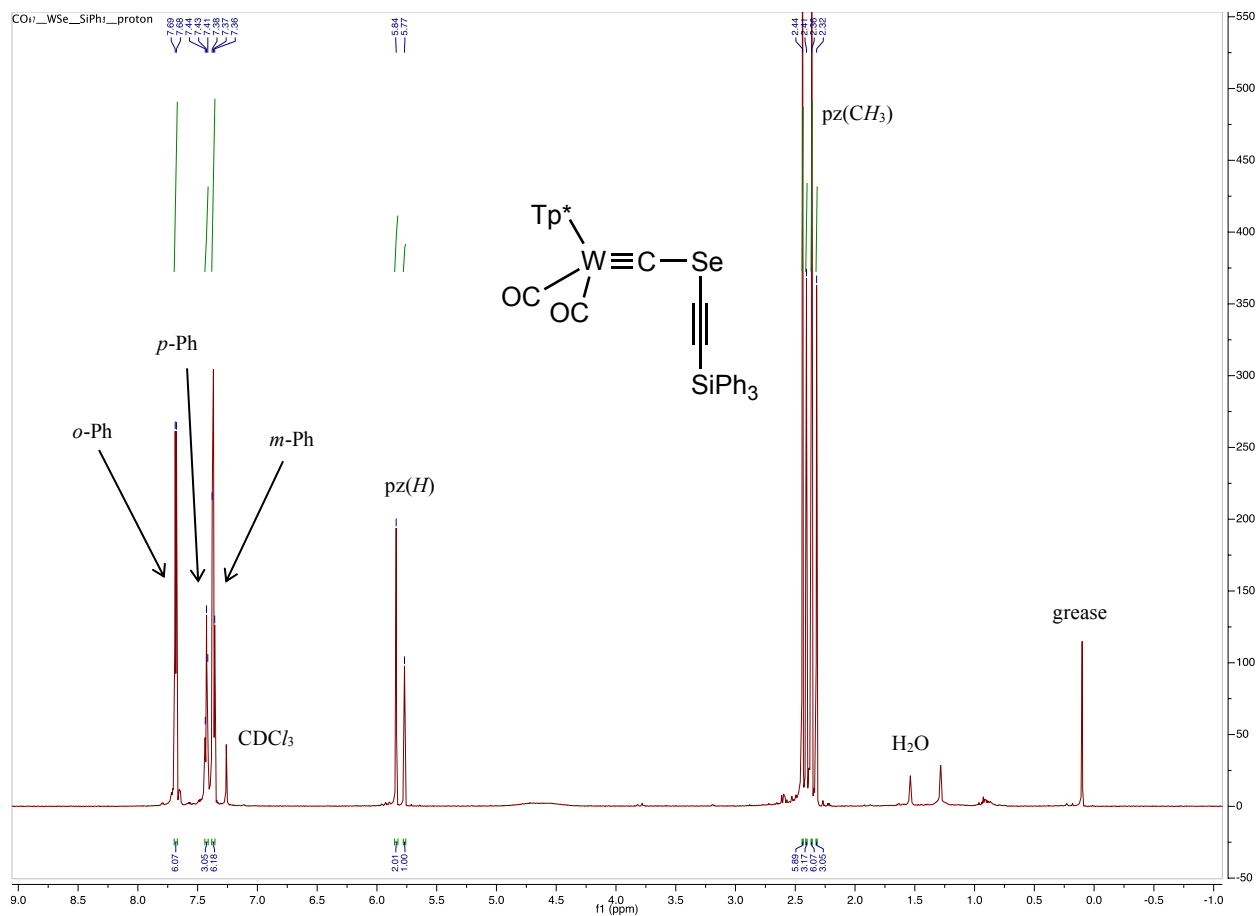 CO67__WSe__SiPh3__proton
7.69
7.68
7.44
7.43
7.41
7.38
7.37
7.36
5.84
5.77
2.44
2.41
2.36
2.32
pz(CH₃)
Tp*
W≡C—Se
OC
OC
SiPh₃
p-Ph
o-Ph
m-Ph
pz(H)
CDCl₃
H₂O
grease
6.07
3.05
6.18
2.01
1.00
5.89
3.17
6.07
3.05
9.0 8.5 8.0 7.5 7.0 6.5 6.0 5.5 5.0 4.5 4.0 3.5 3.0 2.5 2.0 1.5 1.0 0.5 0.0 -0.5 -1.0
f1 (ppm)
550
500
450
400
350
300
250
200
150
100
50
0
-50